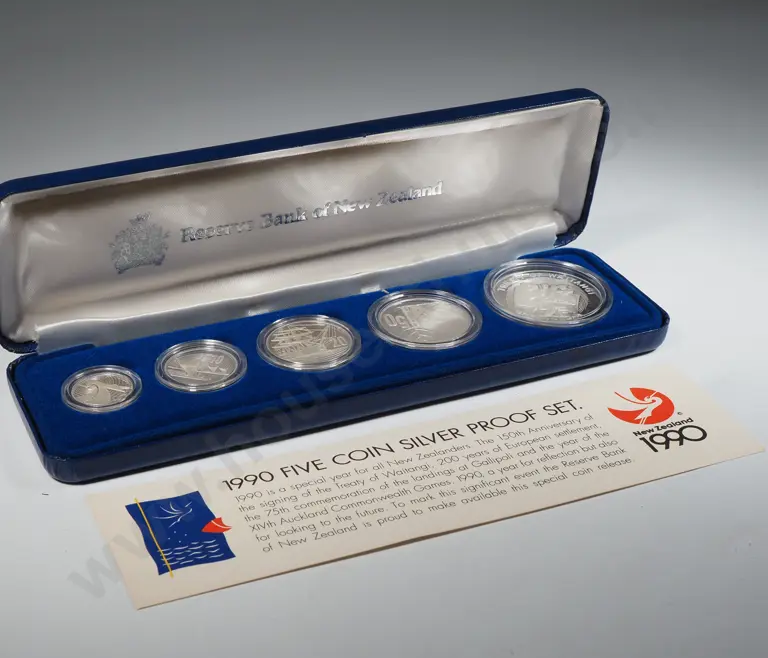 Reserve Bank of New Zealand
20
50
1990 FIVE COIN SILVER PROOF SET.
1990 is a special year for all New Zealanders. The 150th Anniversary of
the signing of the Treaty of Waitangi, 200 years of European settlement,
the 75th commemoration of the landings at Gallipoli and the year of the
XIVth Auckland Commonwealth Games 1990, a year for reflection but also
for looking to the future. To mark this significant event the Reserve Bank
of New Zealand is proud to make available this special coin release.
New Zealand
1990